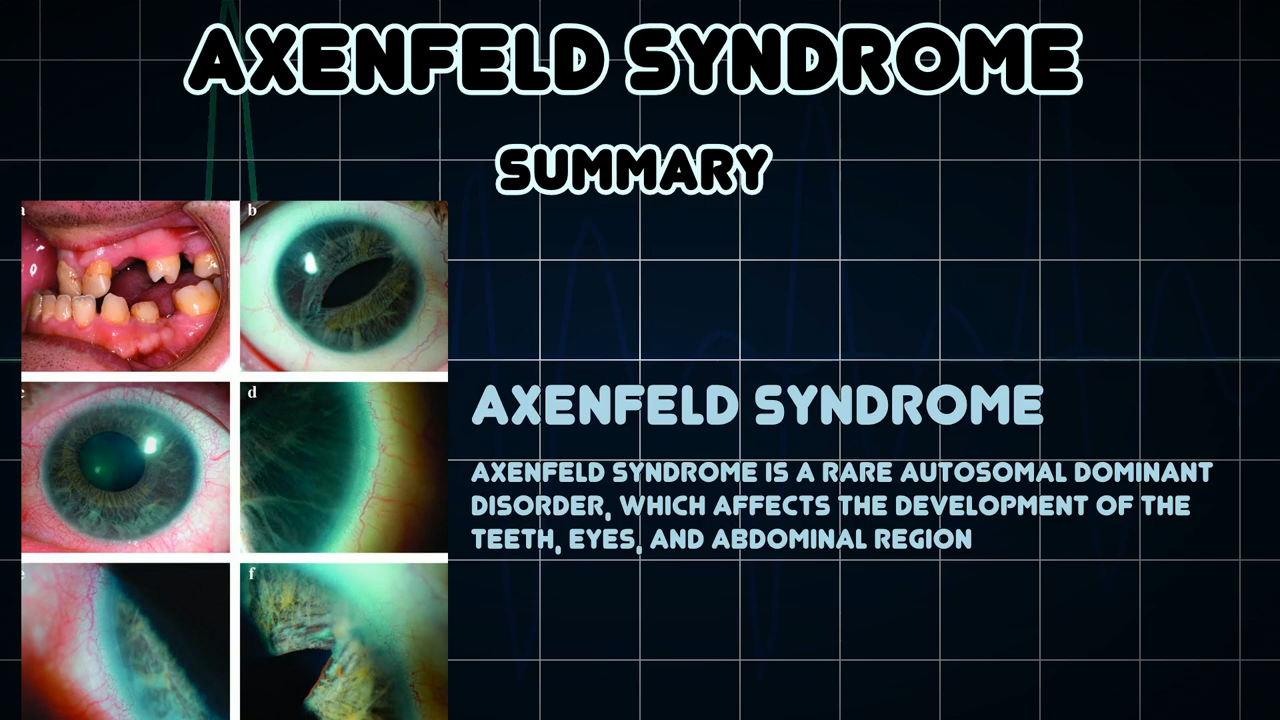 AXENFELD SYNDROME
SUMMARY
a
b
c
d
f
AXENFELD SYNDROME
AXENFELD SYNDROME IS A RARE AUTOSOMAL DOMINANT
DISORDER, WHICH AFFECTS THE DEVELOPMENT OF THE
TEETH, EYES, AND ABDOMINAL REGION